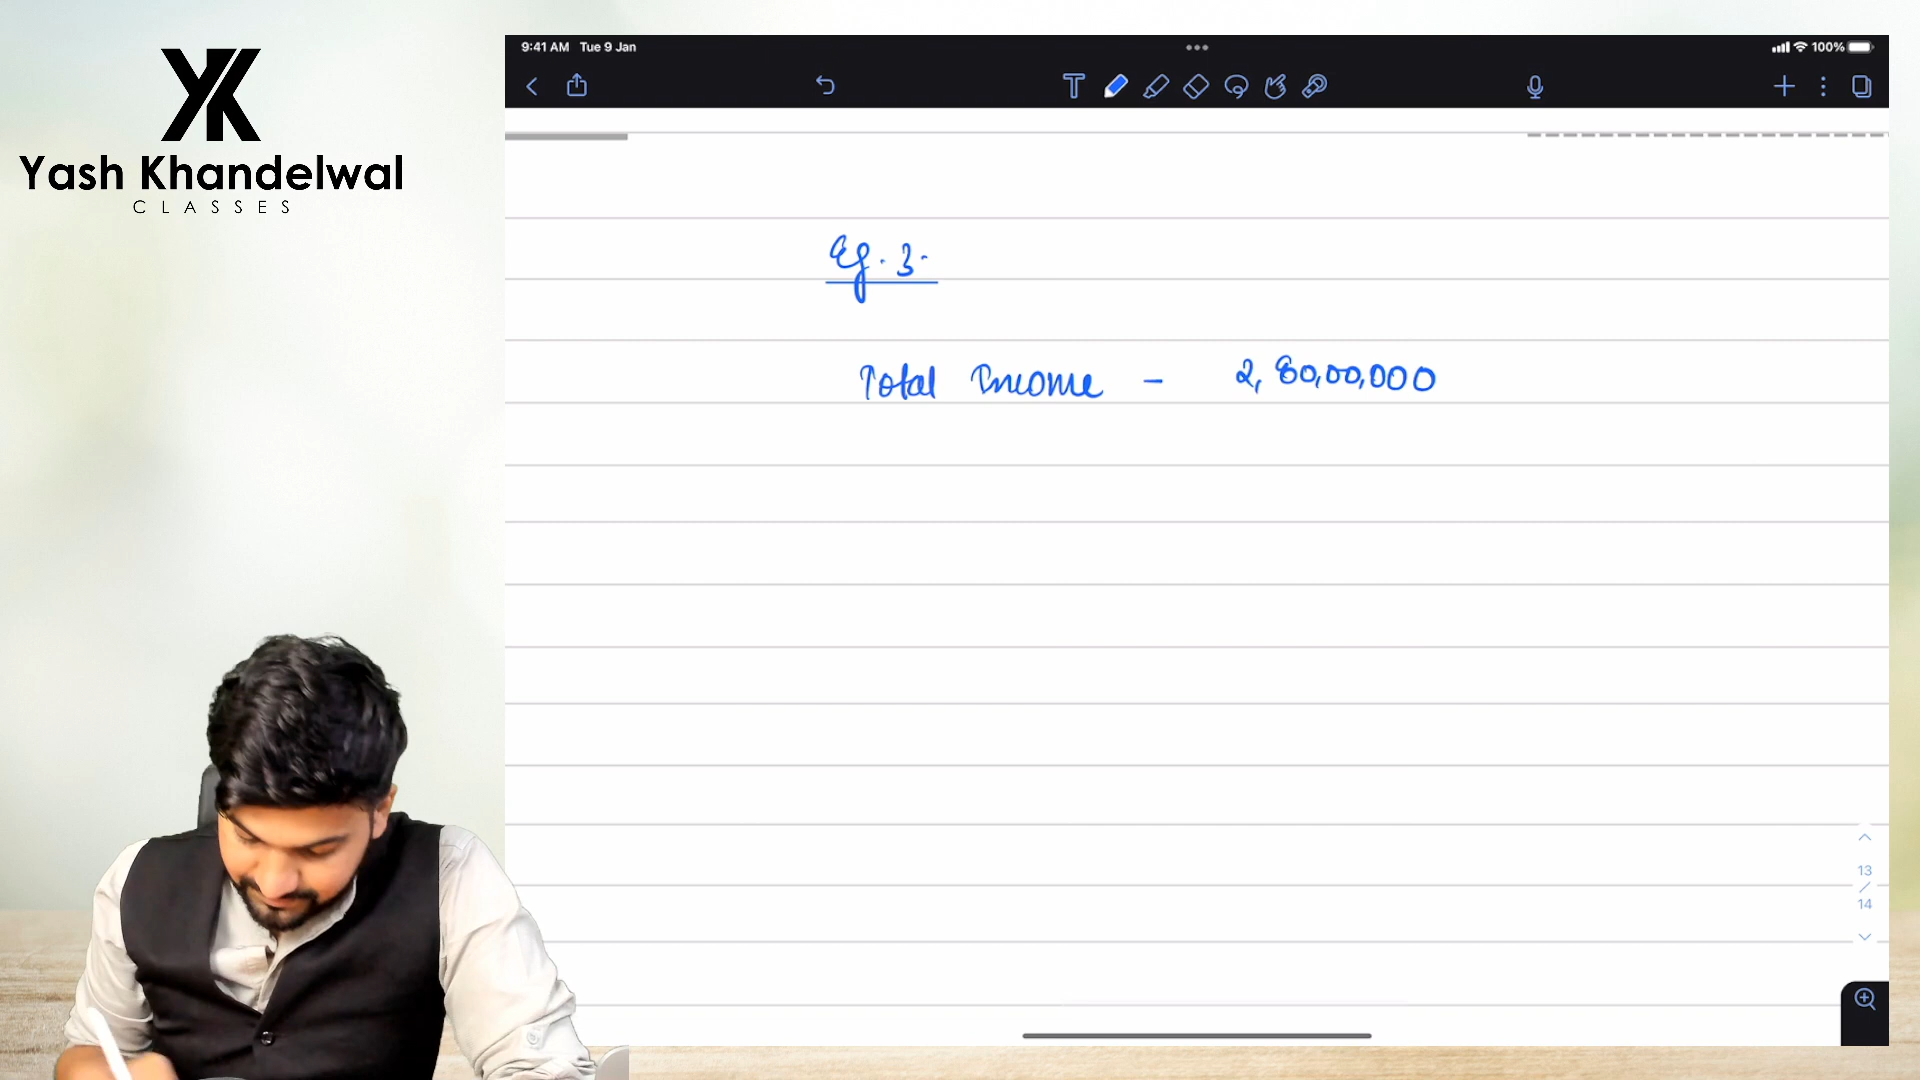 Yash Khandelwal
CLASSES
9:41 AM Tue 9 Jan
100%
Eg. 3.
Total Income - 2,80,00,000
13
/
14